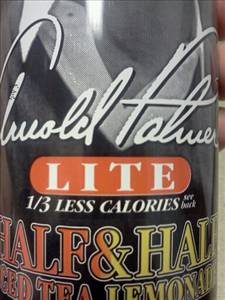 Arnold Palmer
LITE
1/3 LESS CALORIES see back
HALF & HALF
ICED TEA LEMONADE